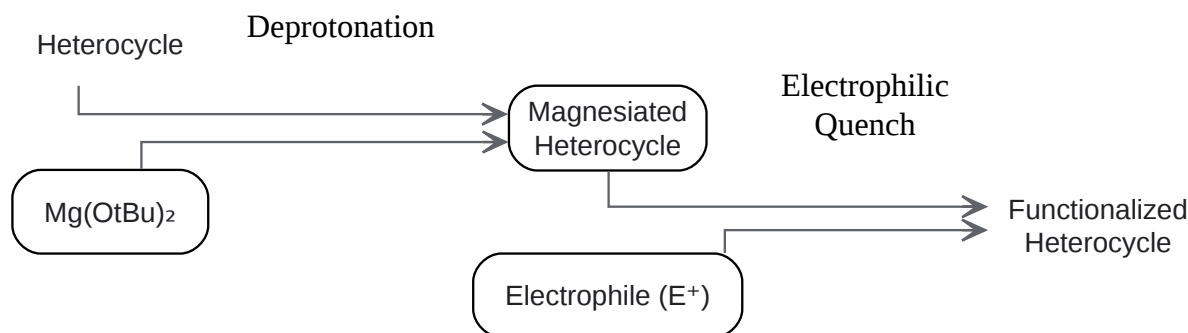 Deprotonation
Heterocycle
Electrophilic
Quench
Magnesiated
Heterocycle
Mg(OtBu)₂
Functionalized
Heterocycle
Electrophile (E⁺)